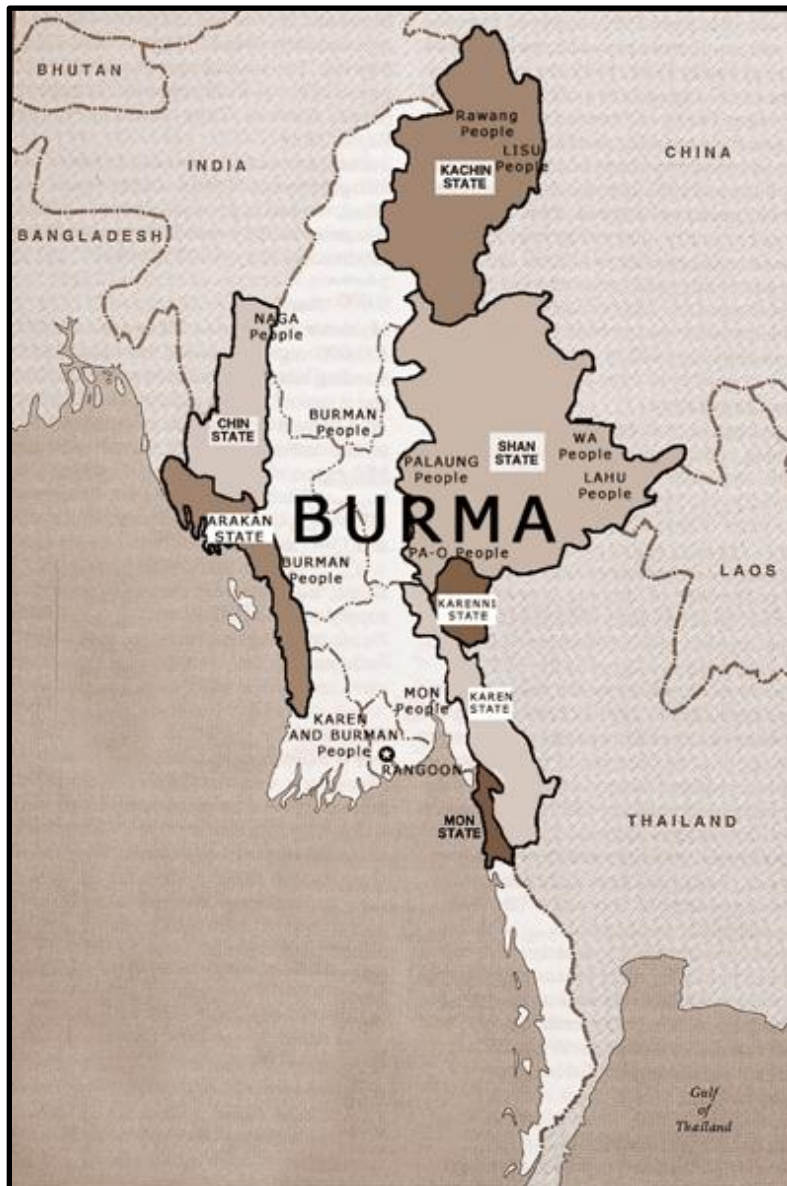 BHUTAN
INDIA
CHINA
BANGLADESH
Rawang
People
LISU
People
KACHIN
STATE
NAGA
People
CHIN
STATE
BURMAN
People
SHAN
STATE
WA
People
PALAUNG
People
LAHU
People
BURMA
ARAKAN
STATE
PA-O People
BURMAN
People
LAOS
KARENNI
STATE
MON
People
KAREN
STATE
KAREN
AND BURMAN
People
RANGOON
MON
STATE
THAILAND
Gulf
of
Thailand